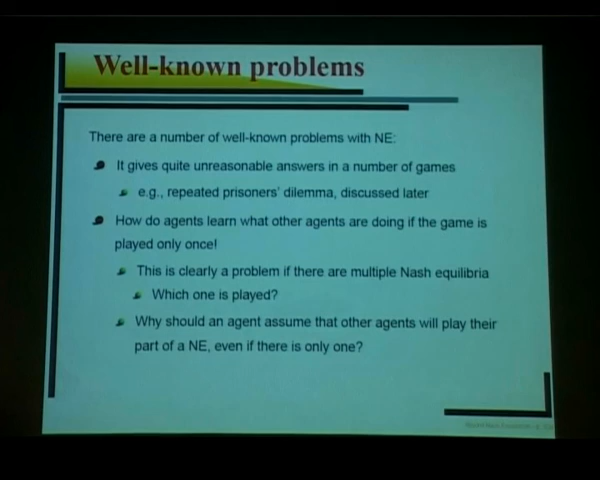 Well-known problems
There are a number of well-known problems with NE:
It gives quite unreasonable answers in a number of games
e.g., repeated prisoners' dilemma, discussed later
How do agents learn what other agents are doing if the game is
played only once!
This is clearly a problem if there are multiple Nash equilibria
Which one is played?
Why should an agent assume that other agents will play their
part of a NE, even if there is only one?